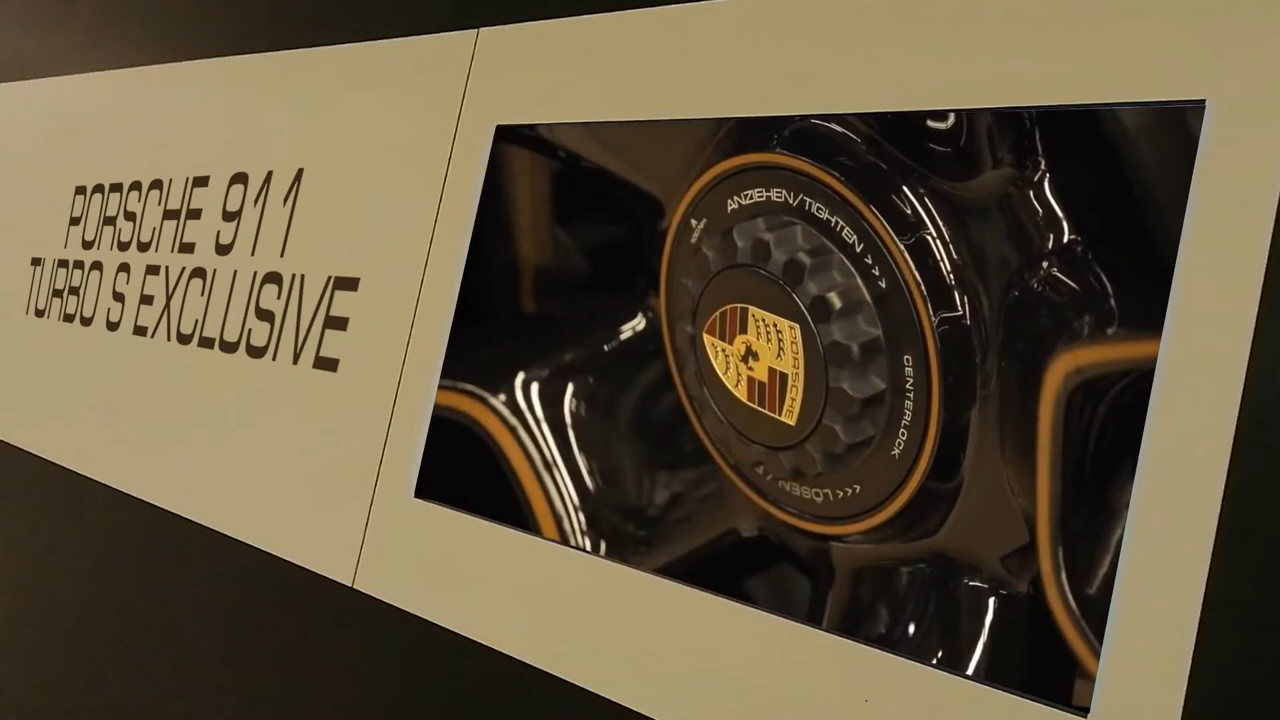 PORSCHE 911
TURBO S EXCLUSIVE
ANZIEHEN/TIGHTEN >>>
CENTERLOCK
PORSCHE
<<<LÖSEN/